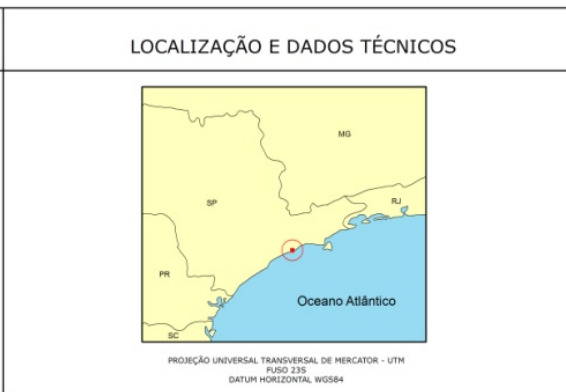 LOCALIZAÇÃO E DADOS TÉCNICOS
MG
SP
RJ
PR
Oceano Atlântico
SC
PROJEÇÃO UNIVERSAL TRANSVERSAL DE MERCATOR - UTM
FUSO 23S
DATUM HORIZONTAL WGS84